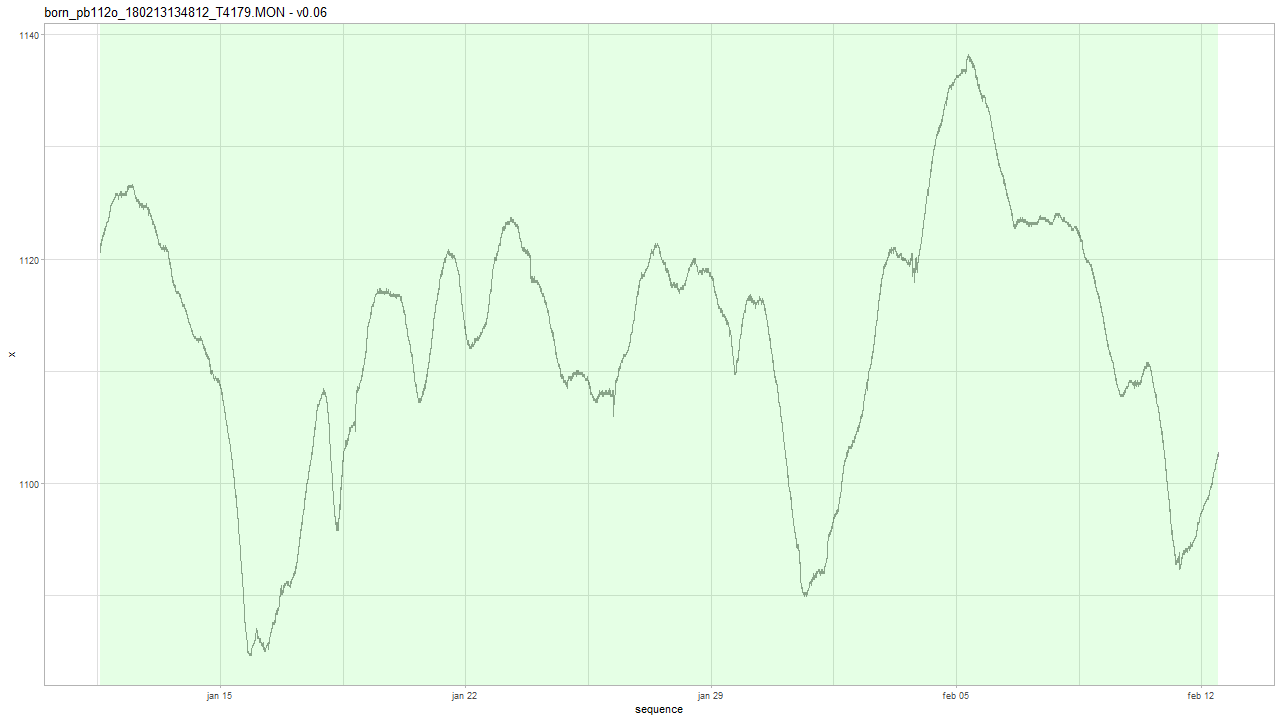 born_pb112o_180213134812_T4179.MON - v0.06
1140
1120
x
1100
jan 15
jan 22
jan 29
feb 05
feb 12
sequence